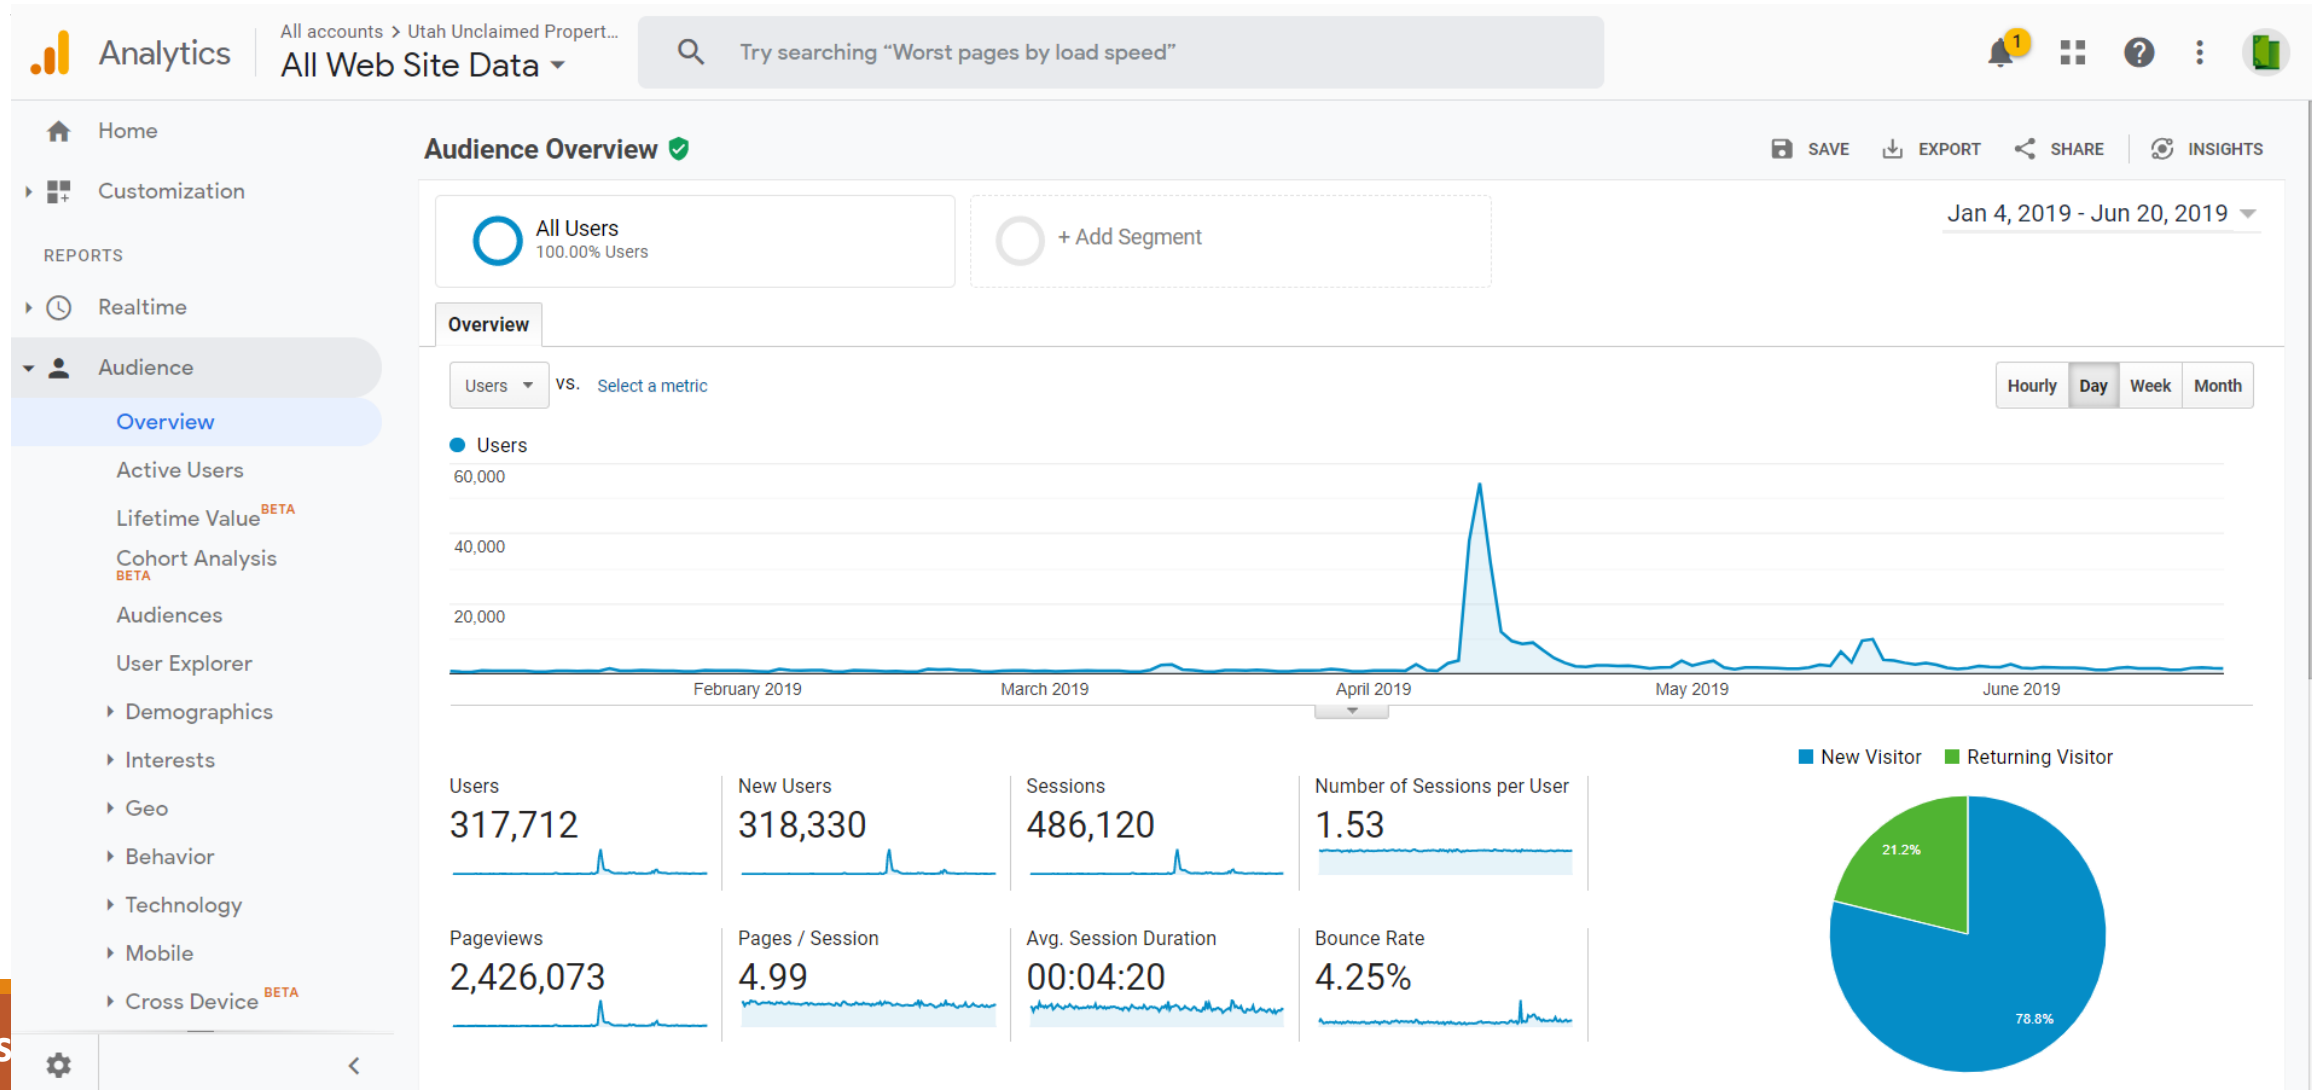 Analytics
All accounts > Utah Unclaimed Propert...
All Web Site Data
Try searching “Worst pages by load speed”
1
Home
Customization
REPORTS
Realtime
Audience
Overview
Active Users
Lifetime Value BETA
Cohort Analysis
BETA
Audiences
User Explorer
Demographics
Interests
Geo
Behavior
Technology
Mobile
Cross Device BETA
s
Audience Overview
SAVE
EXPORT
SHARE
INSIGHTS
All Users
100.00% Users
+ Add Segment
Jan 4, 2019 - Jun 20, 2019
Overview
Users
VS.
Select a metric
Hourly
Day
Week
Month
Users
60,000
40,000
20,000
February 2019
March 2019
April 2019
May 2019
June 2019
Users
317,712
New Users
318,330
Sessions
486,120
Number of Sessions per User
1.53
Pageviews
2,426,073
Pages / Session
4.99
Avg. Session Duration
00:04:20
Bounce Rate
4.25%
New Visitor
Returning Visitor
21.2%
78.8%